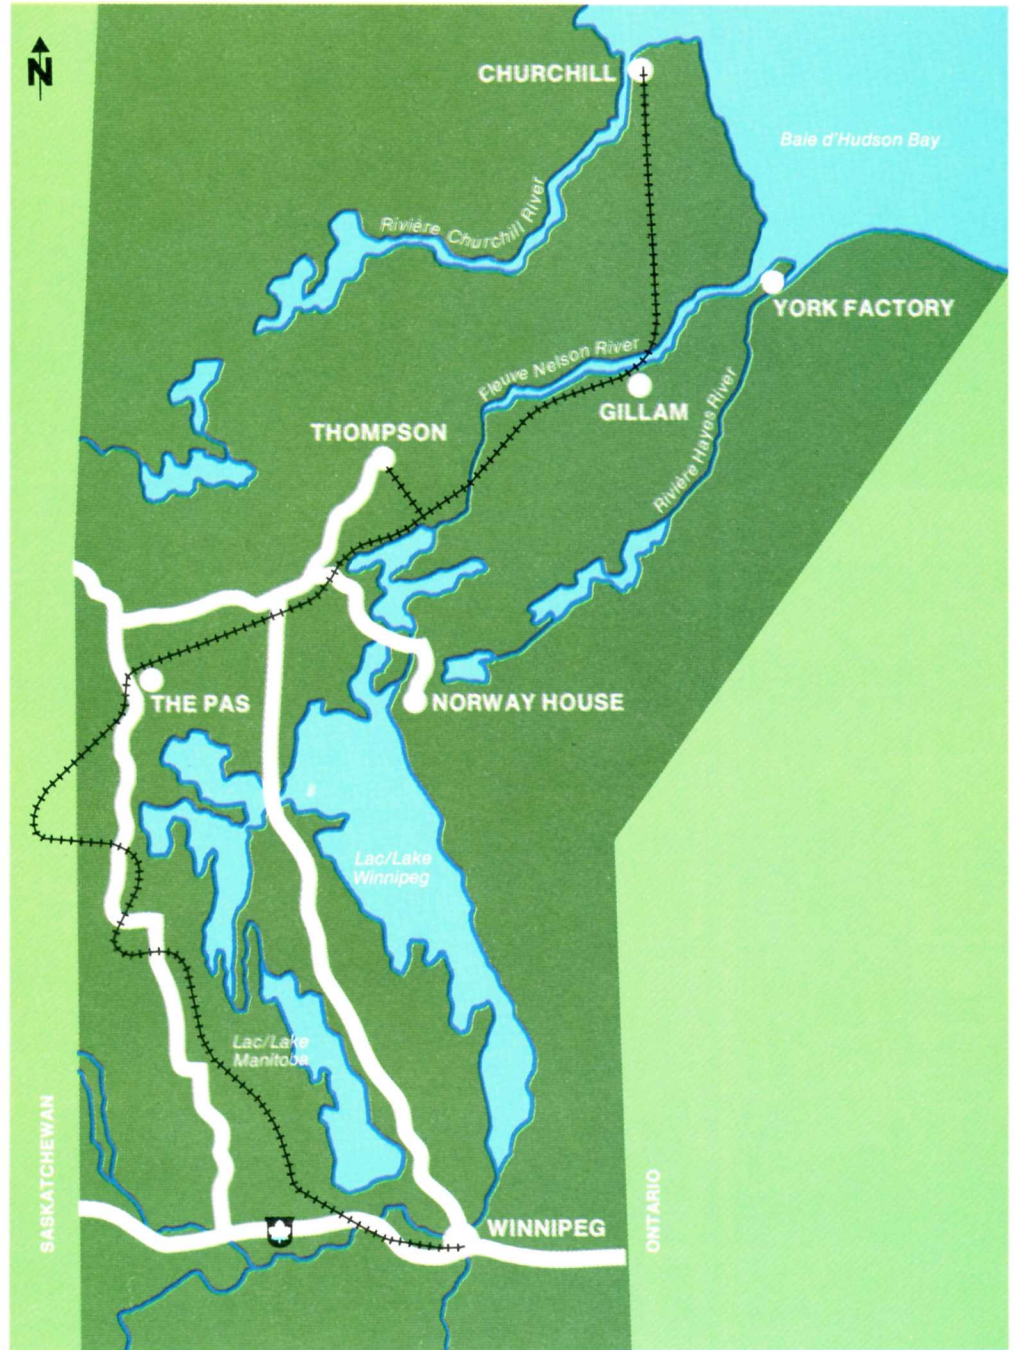 N
CHURCHILL
Baie d'Hudson Bay
Rivière Churchill River
YORK FACTORY
Fleuve Nelson River
GILLAM
Rivière Hayes River
THOMPSON
THE PAS
NORWAY HOUSE
Lac/Lake
Winnipeg
Lac/Lake
Manitoba
SASKATCHEWAN
ONTARIO
WINNIPEG